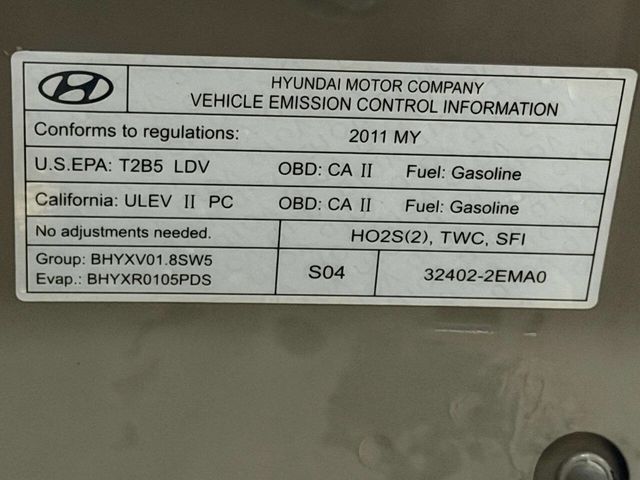 HYUNDAI MOTOR COMPANY
VEHICLE EMISSION CONTROL INFORMATION
Conforms to regulations: 2011 MY
U.S.EPA: T2B5 LDV OBD: CA II Fuel: Gasoline
California: ULEV II PC OBD: CA II Fuel: Gasoline
No adjustments needed. HO2S(2), TWC, SFI
Group: BHYXV01.8SW5
Evap.: BHYXR0105PDS
S04 32402-2EMA0